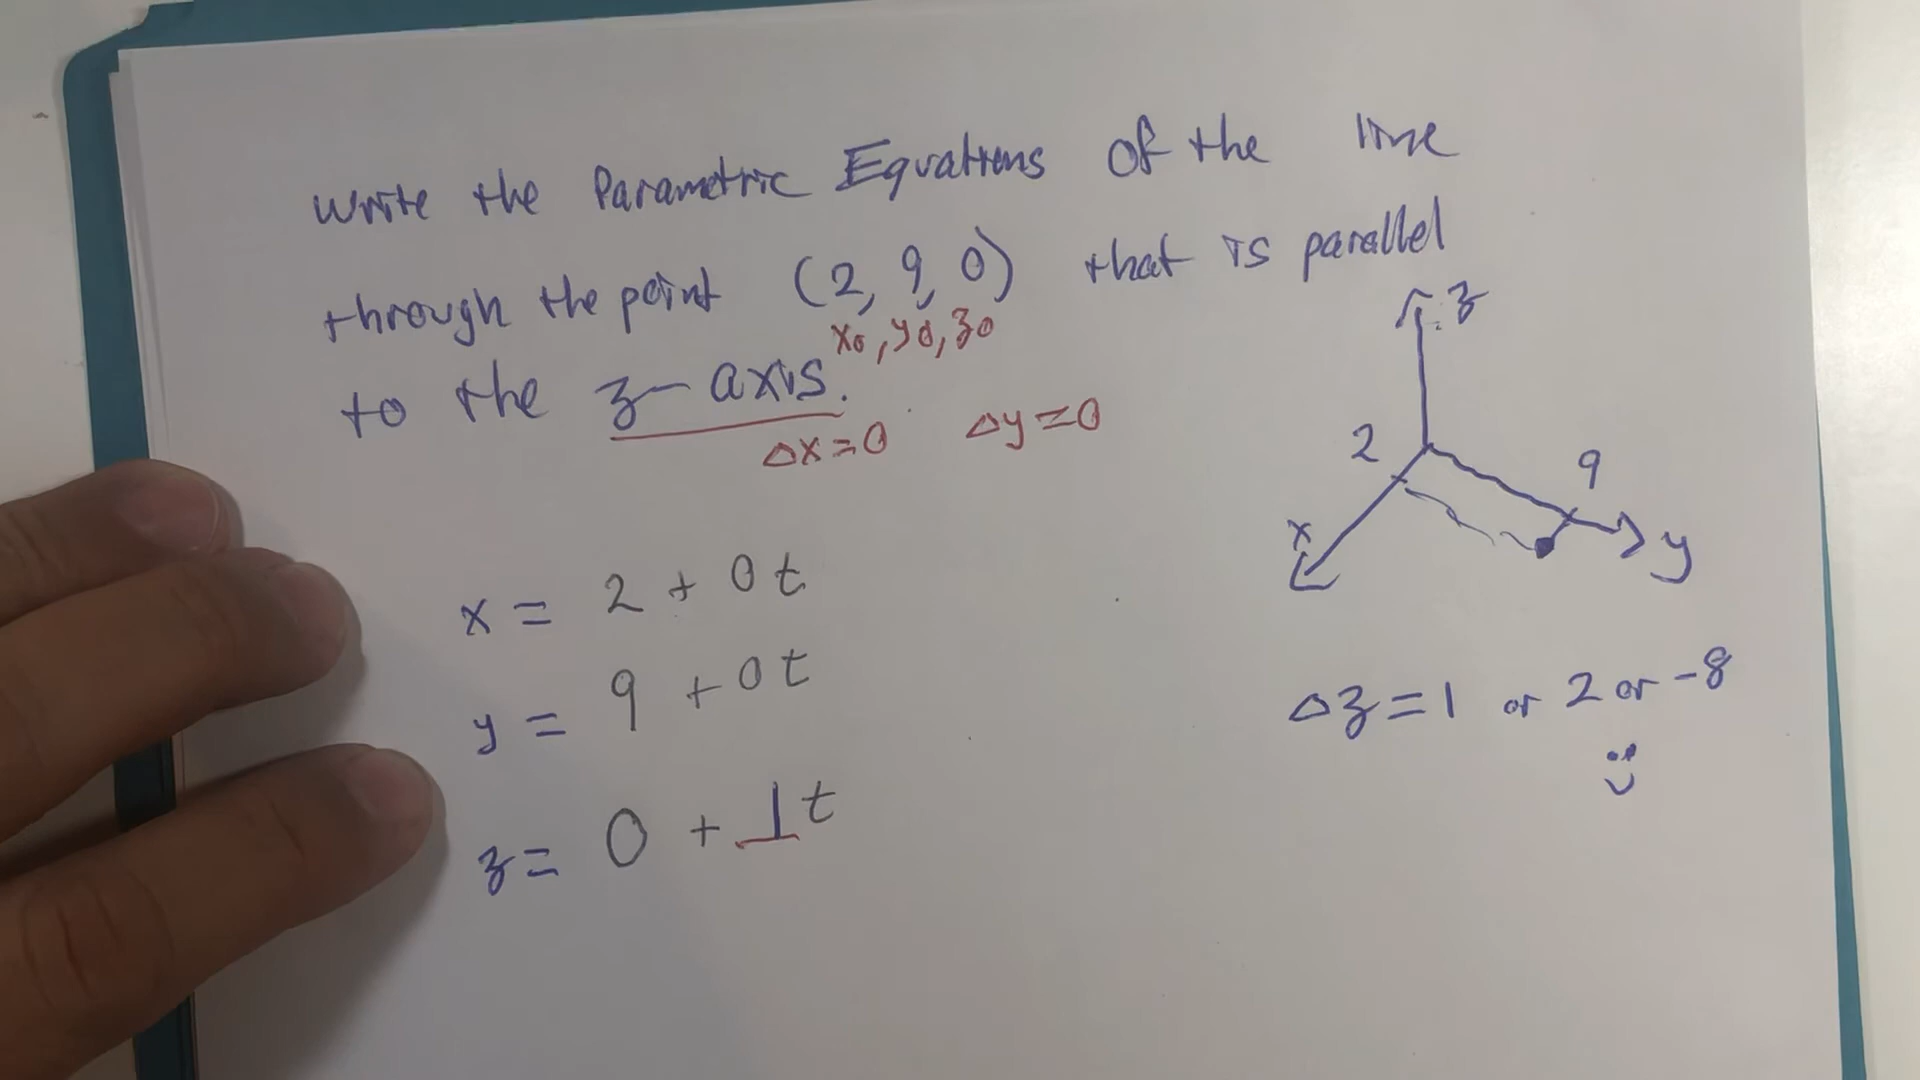 Write the Parametric Equations of the line
through the point (2, 9, 0) that is parallel
x₀, y₀, z₀
to the z-axis.
Δx=0 Δy=0
z
2
9
x
y
x = 2 + 0t
y = 9 + 0t
z = 0 + 1t
Δz = 1 or 2 or -8